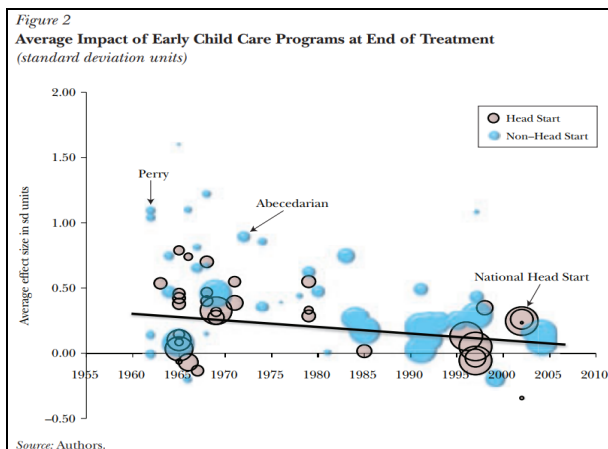 Figure 2
Average Impact of Early Child Care Programs at End of Treatment
(standard deviation units)
2.00
Head Start
Non–Head Start
1.50
Perry
Abecedarian
1.00
National Head Start
0.50
0.00
1955 1960 1965 1970 1975 1980 1985 1990 1995 2000 2005 2010
–0.50
Average effect size in sd units
Source: Authors.